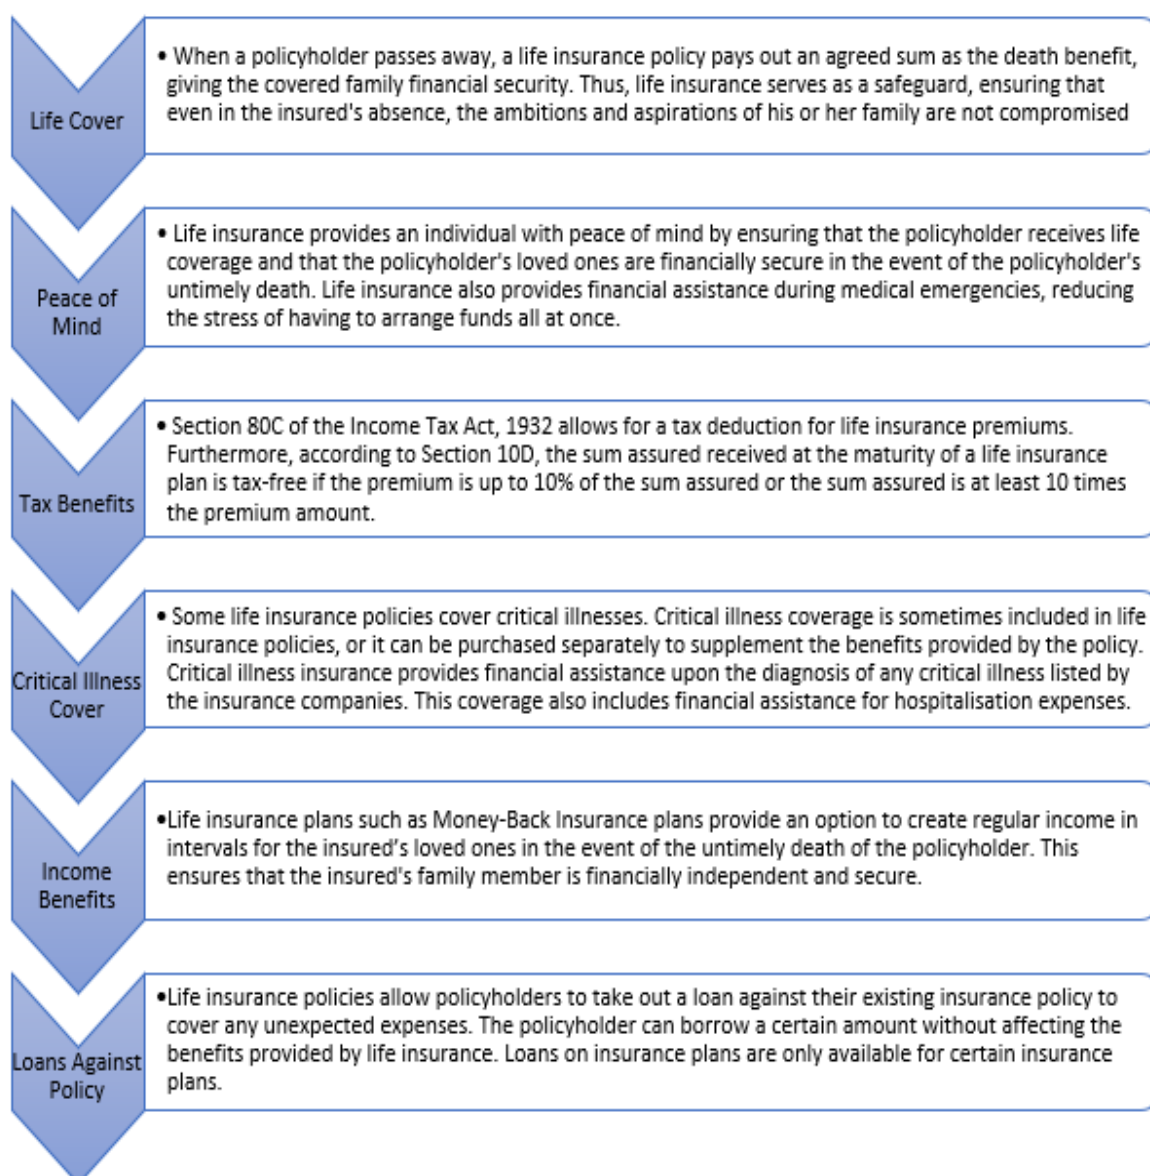 Life Cover
• When a policyholder passes away, a life insurance policy pays out an agreed sum as the death benefit,
giving the covered family financial security. Thus, life insurance serves as a safeguard, ensuring that
even in the insured's absence, the ambitions and aspirations of his or her family are not compromised
Peace of
Mind
• Life insurance provides an individual with peace of mind by ensuring that the policyholder receives life
coverage and that the policyholder's loved ones are financially secure in the event of the policyholder's
untimely death. Life insurance also provides financial assistance during medical emergencies, reducing
the stress of having to arrange funds all at once.
Tax Benefits
• Section 80C of the Income Tax Act, 1932 allows for a tax deduction for life insurance premiums.
Furthermore, according to Section 10D, the sum assured received at the maturity of a life insurance
plan is tax-free if the premium is up to 10% of the sum assured or the sum assured is at least 10 times
the premium amount.
Critical Illness
Cover
• Some life insurance policies cover critical illnesses. Critical illness coverage is sometimes included in life
insurance policies, or it can be purchased separately to supplement the benefits provided by the policy.
Critical illness insurance provides financial assistance upon the diagnosis of any critical illness listed by
the insurance companies. This coverage also includes financial assistance for hospitalisation expenses.
Income
Benefits
•Life insurance plans such as Money-Back Insurance plans provide an option to create regular income in
intervals for the insured’s loved ones in the event of the untimely death of the policyholder. This
ensures that the insured's family member is financially independent and secure.
Loans Against
Policy
•Life insurance policies allow policyholders to take out a loan against their existing insurance policy to
cover any unexpected expenses. The policyholder can borrow a certain amount without affecting the
benefits provided by life insurance. Loans on insurance plans are only available for certain insurance
plans.